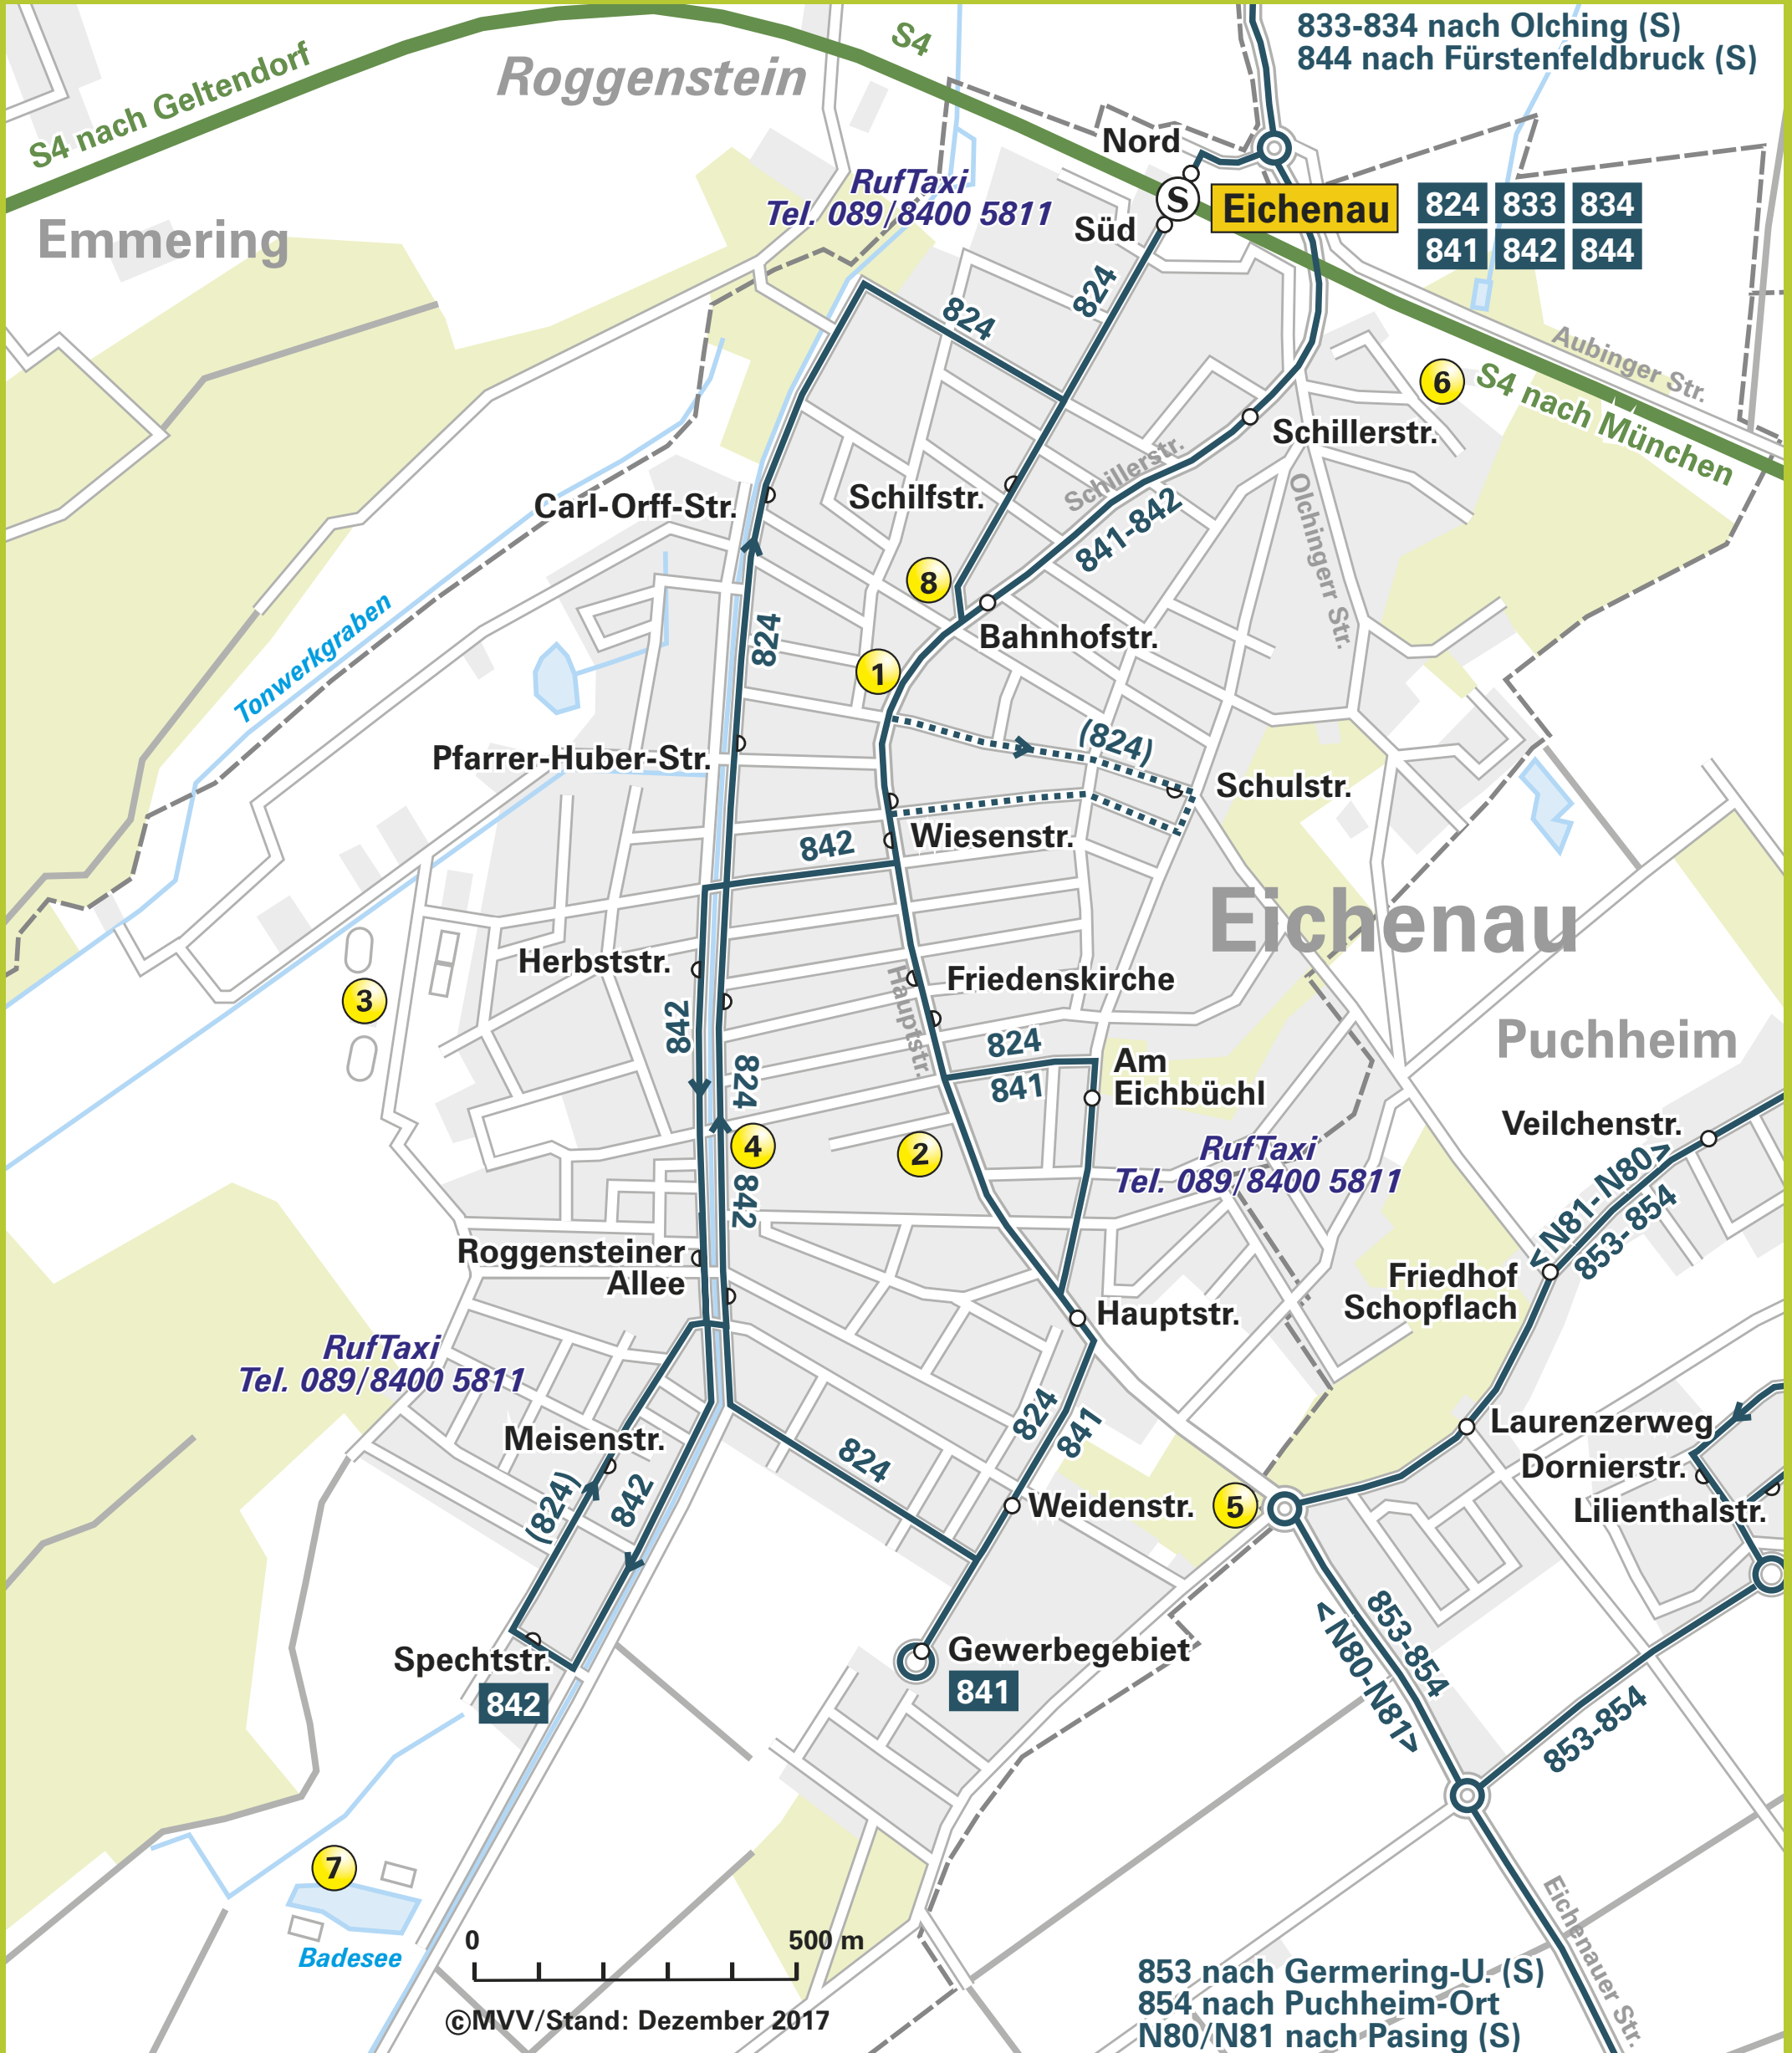 833-834 nach Olching (S)
844 nach Fürstenfeldbruck (S)
S4
S4 nach Geltendorf
Roggenstein
Nord
S
Eichenau
824 833 834
841 842 844
Süd
RufTaxi
Tel. 089/8400 5811
Emmering
824
824
Aubinger Str.
6
S4 nach München
Schillerstr.
Schillerstr.
Carl-Orff-Str.
Schilfstr.
841-842
Olchinger Str.
8
Tonwerkgraben
824
Bahnhofstr.
1
(824)
Pfarrer-Huber-Str.
Schulstr.
842
Wiesenstr.
Eichenau
Herbststr.
Friedenskirche
3
842
Hauptstr.
824
841
Am
Eichbüchl
Puchheim
824
Veilchenstr.
4
2
RufTaxi
Tel. 089/8400 5811
<N81-N80>
853-854
842
Roggensteiner
Allee
Friedhof
Schopflach
Hauptstr.
RufTaxi
Tel. 089/8400 5811
824
841
Laurenzerweg
Meisenstr.
Dornierstr.
824
(824)
842
Weidenstr.
5
Lilienthalstr.
853-854
<N80-N81>
Spechtstr.
842
Gewerbegebiet
841
853-854
7
Badesee
0 500 m
©MVV/Stand: Dezember 2017
Eichenauer Str.
853 nach Germering-U. (S)
854 nach Puchheim-Ort
N80/N81 nach Pasing (S)